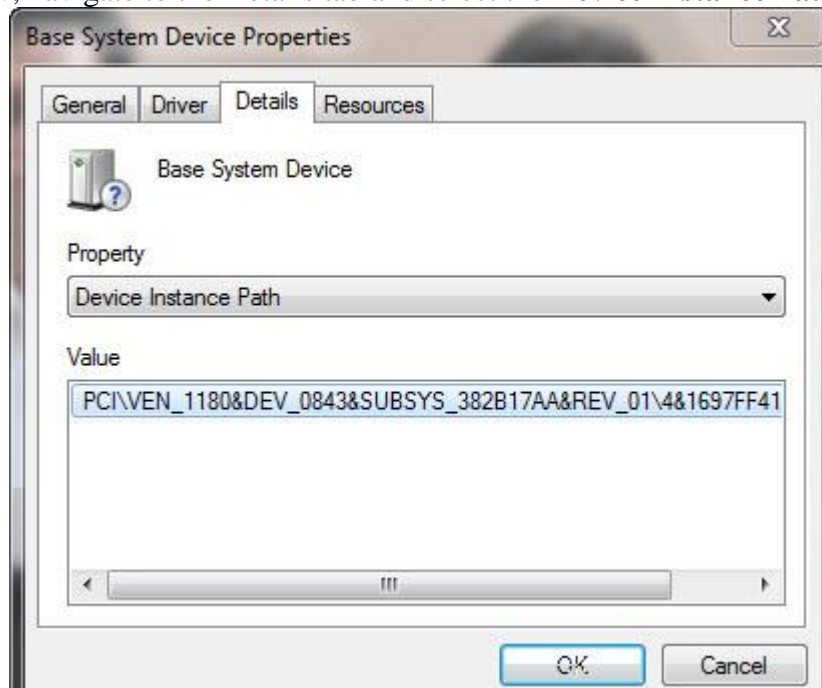 Base System Device Properties
General Driver Details Resources
Base System Device
Property
Device Instance Path
Value
PCI\VEN_1180&DEV_0843&SUBSYS_382B17AA&REV_01\4&1697FF41
OK Cancel